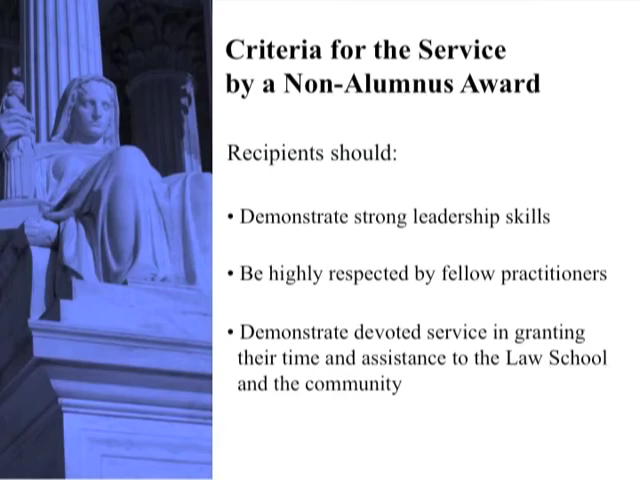 Criteria for the Service
by a Non-Alumnus Award
Recipients should:
• Demonstrate strong leadership skills
• Be highly respected by fellow practitioners
• Demonstrate devoted service in granting
their time and assistance to the Law School
and the community